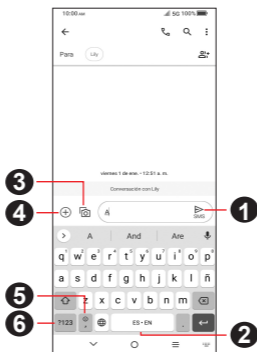 10:00 AM 5G 100%
Para Lily
viernes 1 de ene. - 12:51 a. m.
Conversación con Lily
3
4
A
SMS
1
A And Are
q w e r t y u i o p
a s d f g h j k l ñ
z x c v b n m
5
6
?123 , ES • EN .
2